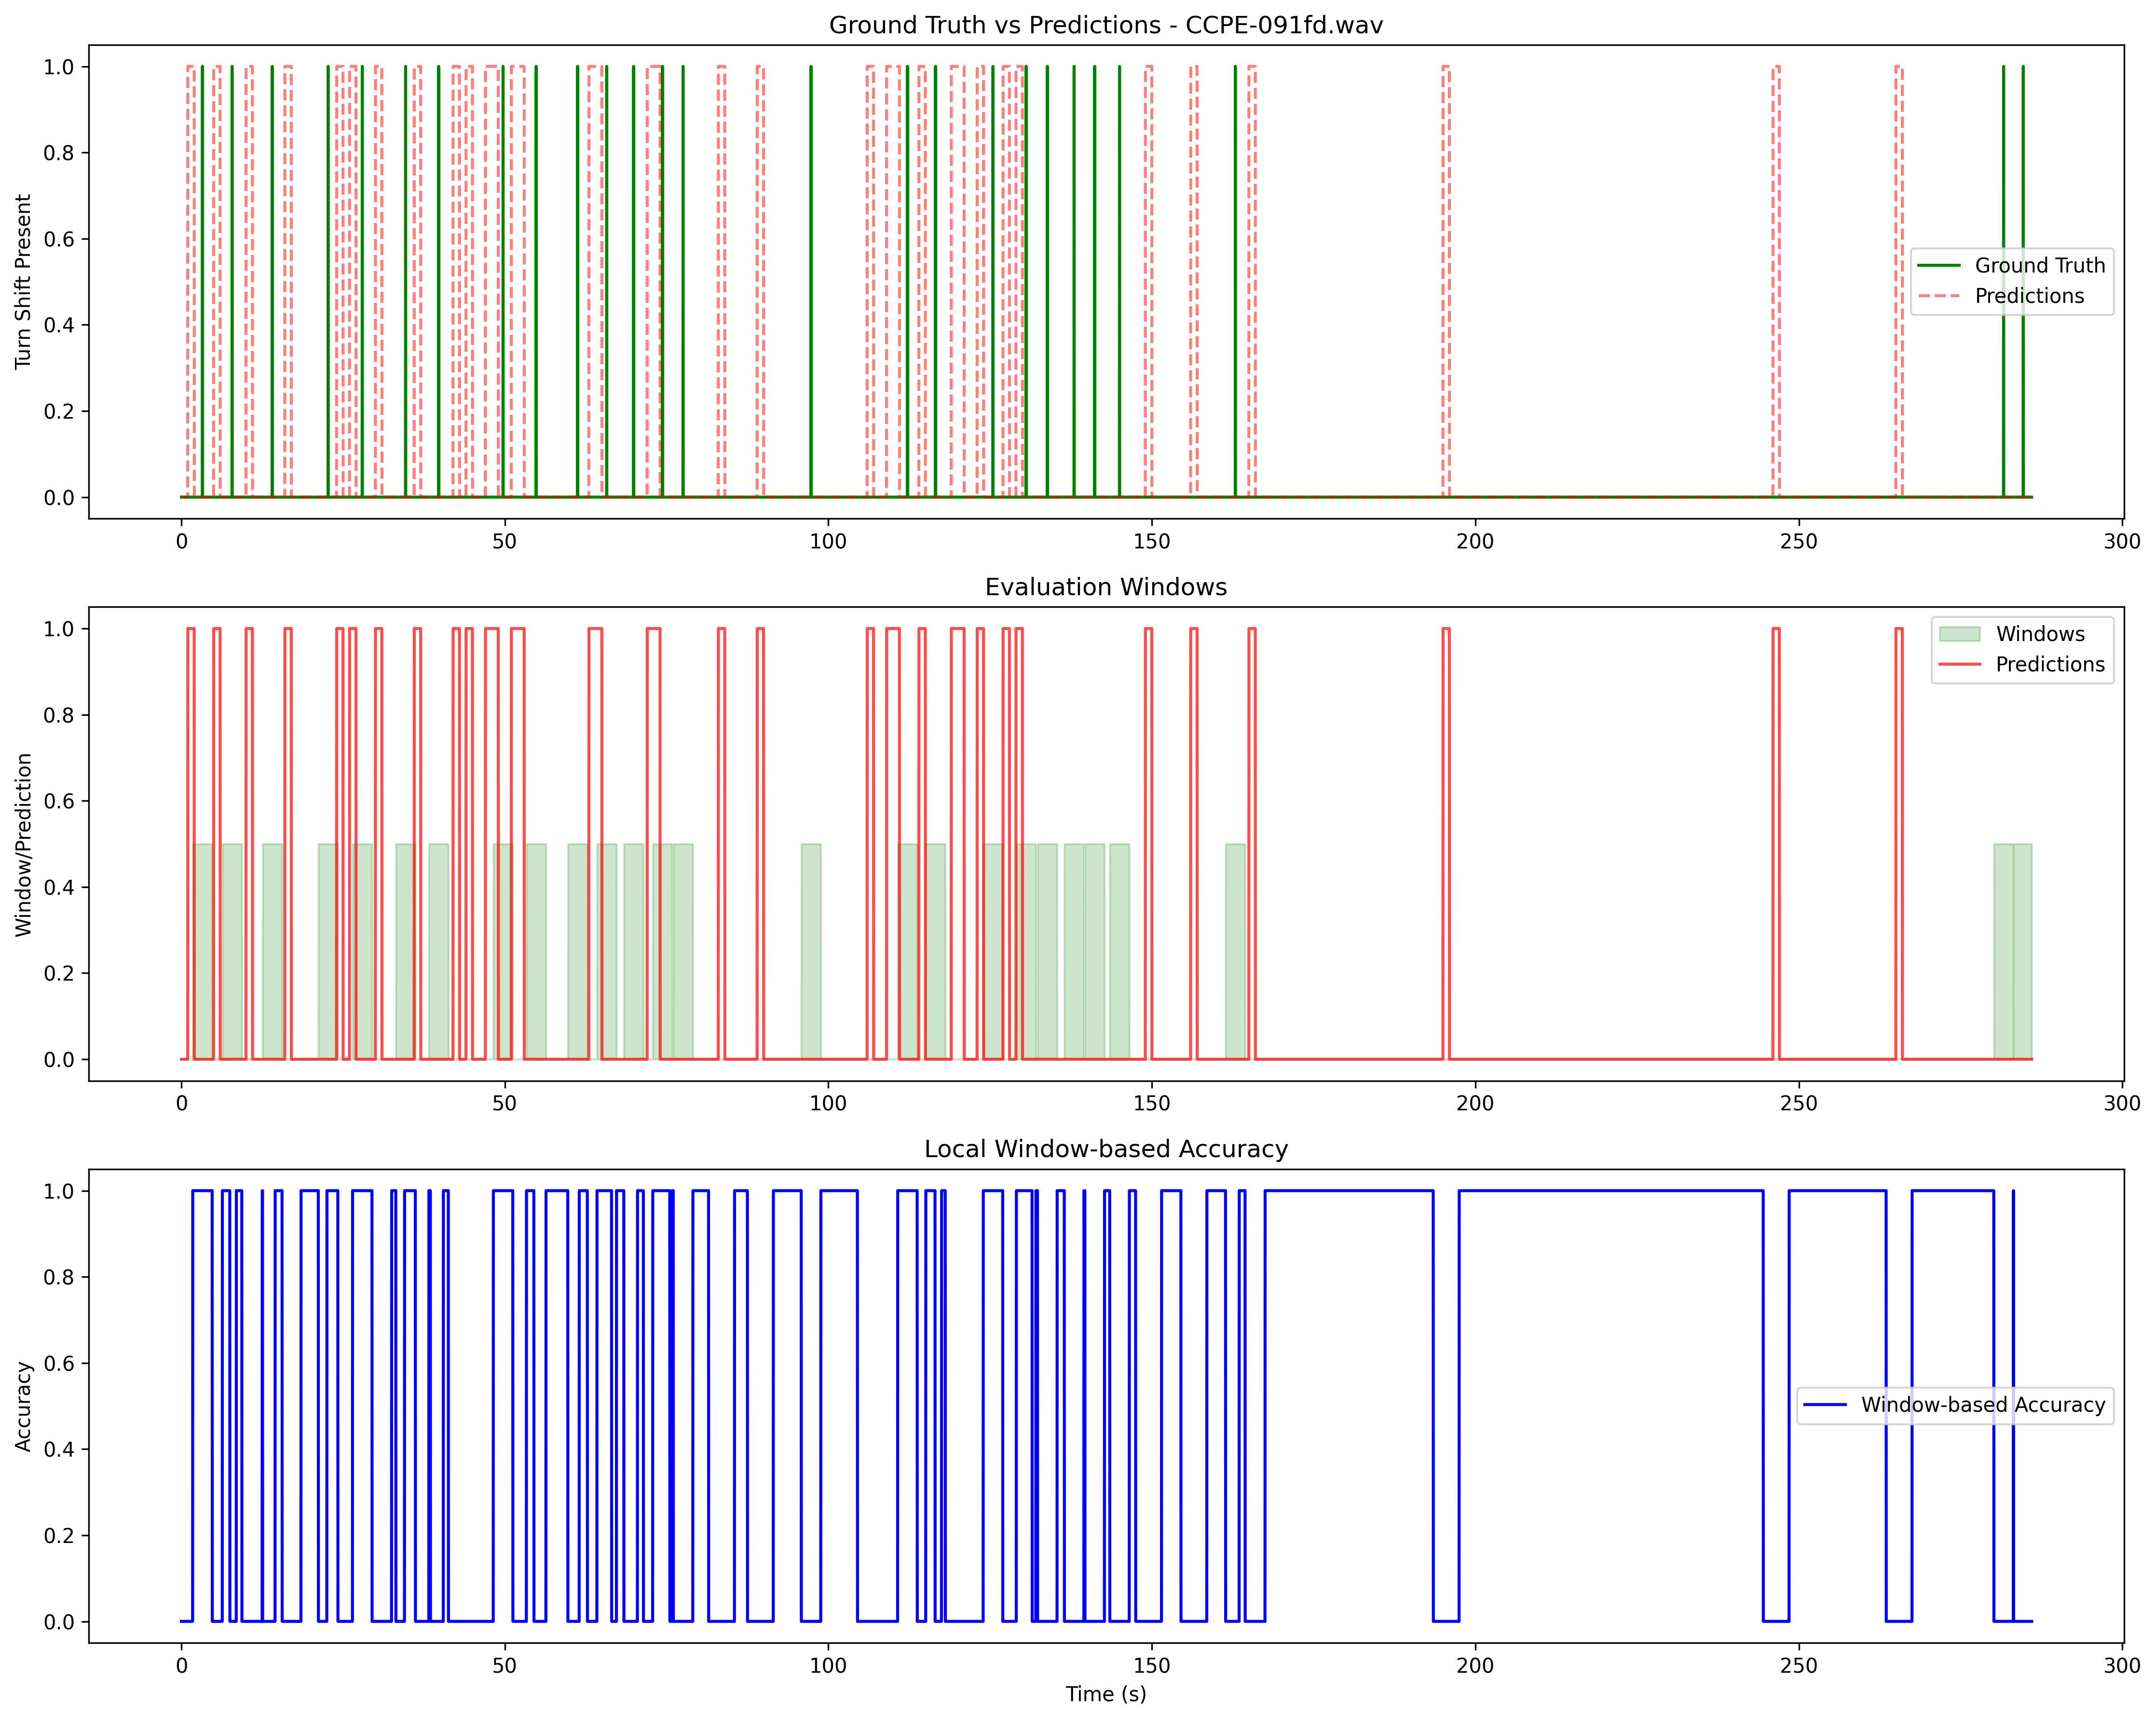 Ground Truth vs Predictions - CCPE-091fd.wav
Turn Shift Present
1.0
0.8
0.6
0.4
0.2
0.0
Ground Truth
Predictions
0 50 100 150 200 250 300
Evaluation Windows
Window/Prediction
1.0
0.8
0.6
0.4
0.2
0.0
Windows
Predictions
0 50 100 150 200 250 300
Local Window-based Accuracy
Accuracy
1.0
0.8
0.6
0.4
0.2
0.0
Window-based Accuracy
0 50 100 150 200 250 300
Time (s)